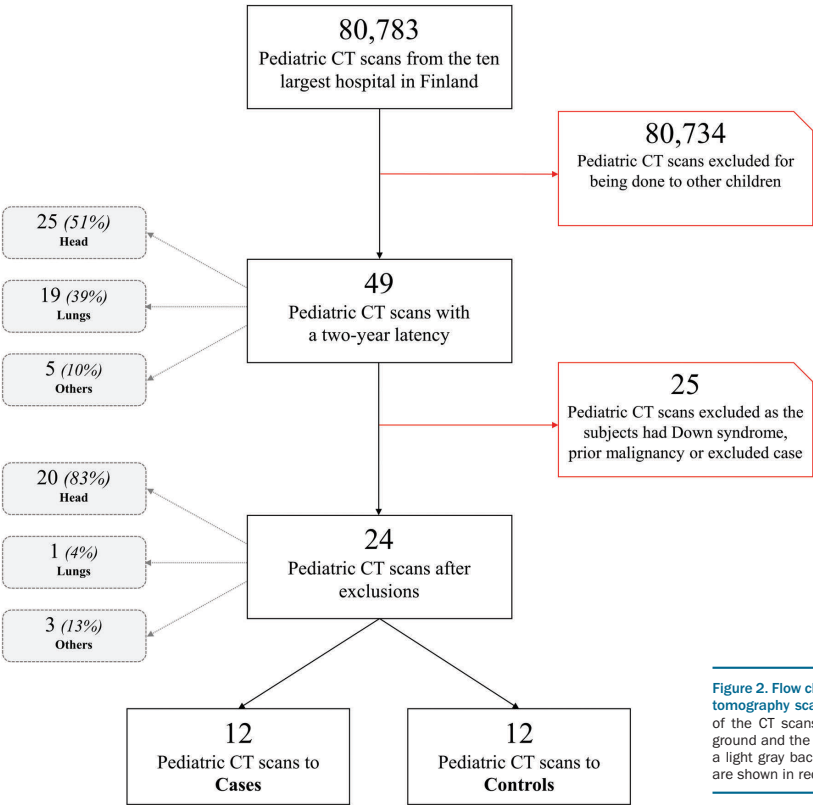 80,783
Pediatric CT scans from the ten
largest hospital in Finland
80,734
Pediatric CT scans excluded for
being done to other children
25 (51%)
Head
19 (39%)
Lungs
5 (10%)
Others
49
Pediatric CT scans with
a two-year latency
25
Pediatric CT scans excluded as the
subjects had Down syndrome,
prior malignancy or excluded case
20 (83%)
Head
1 (4%)
Lungs
3 (13%)
Others
24
Pediatric CT scans after
exclusions
12
Pediatric CT scans to
Cases
12
Pediatric CT scans to
Controls
Figure 2. Flow
tomography
of the CT scans
ground and the
a light gray
are shown in